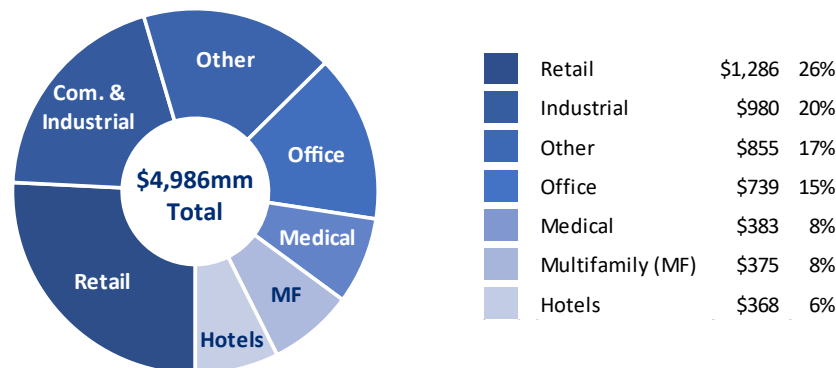 Other
Com. &
Industrial
Office
$4,986mm
Total
Medical
Retail
MF
Hotels
Retail $1,286 26%
Industrial $980 20%
Other $855 17%
Office $739 15%
Medical $383 8%
Multifamily (MF) $375 8%
Hotels $368 6%